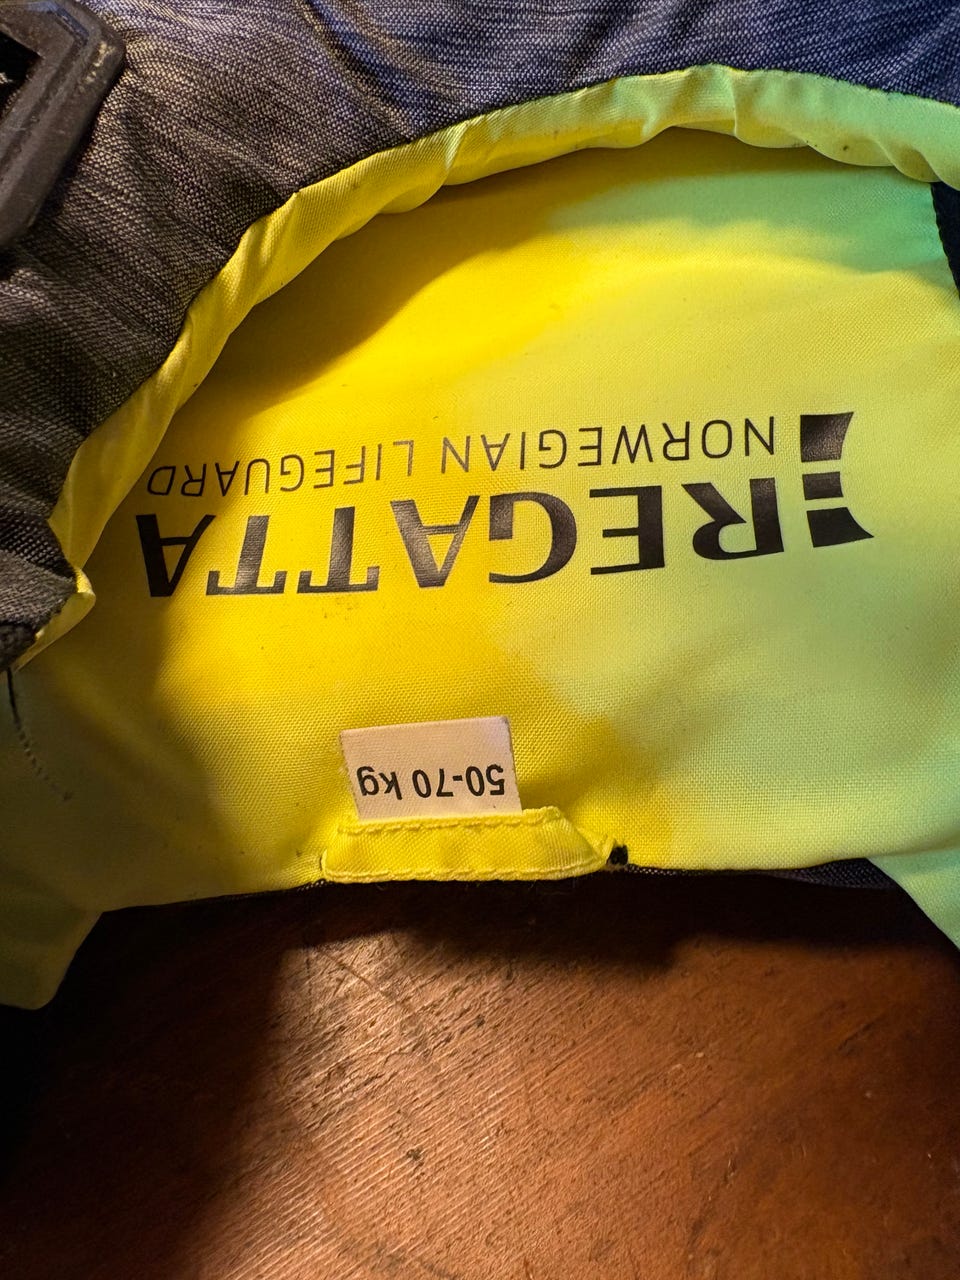 REGATTA
NORWEGIAN LIFEGUARD
50-70 kg